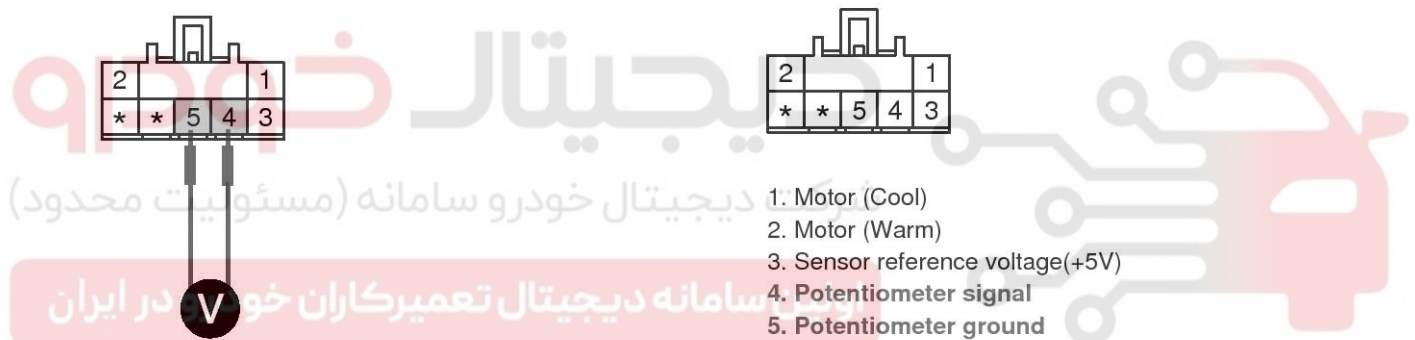 2 1
* * 5 4 3
V
2 1
* * 5 4 3
1. Motor (Cool)
2. Motor (Warm)
3. Sensor reference voltage(+5V)
4. Potentiometer signal
5. Potentiometer ground
دیجیتال خودرو
شرکت دیجیتال خودرو سامانه (مسئولیت محدود)
اولین سامانه دیجیتال تعمیرکاران خودرو در ایران